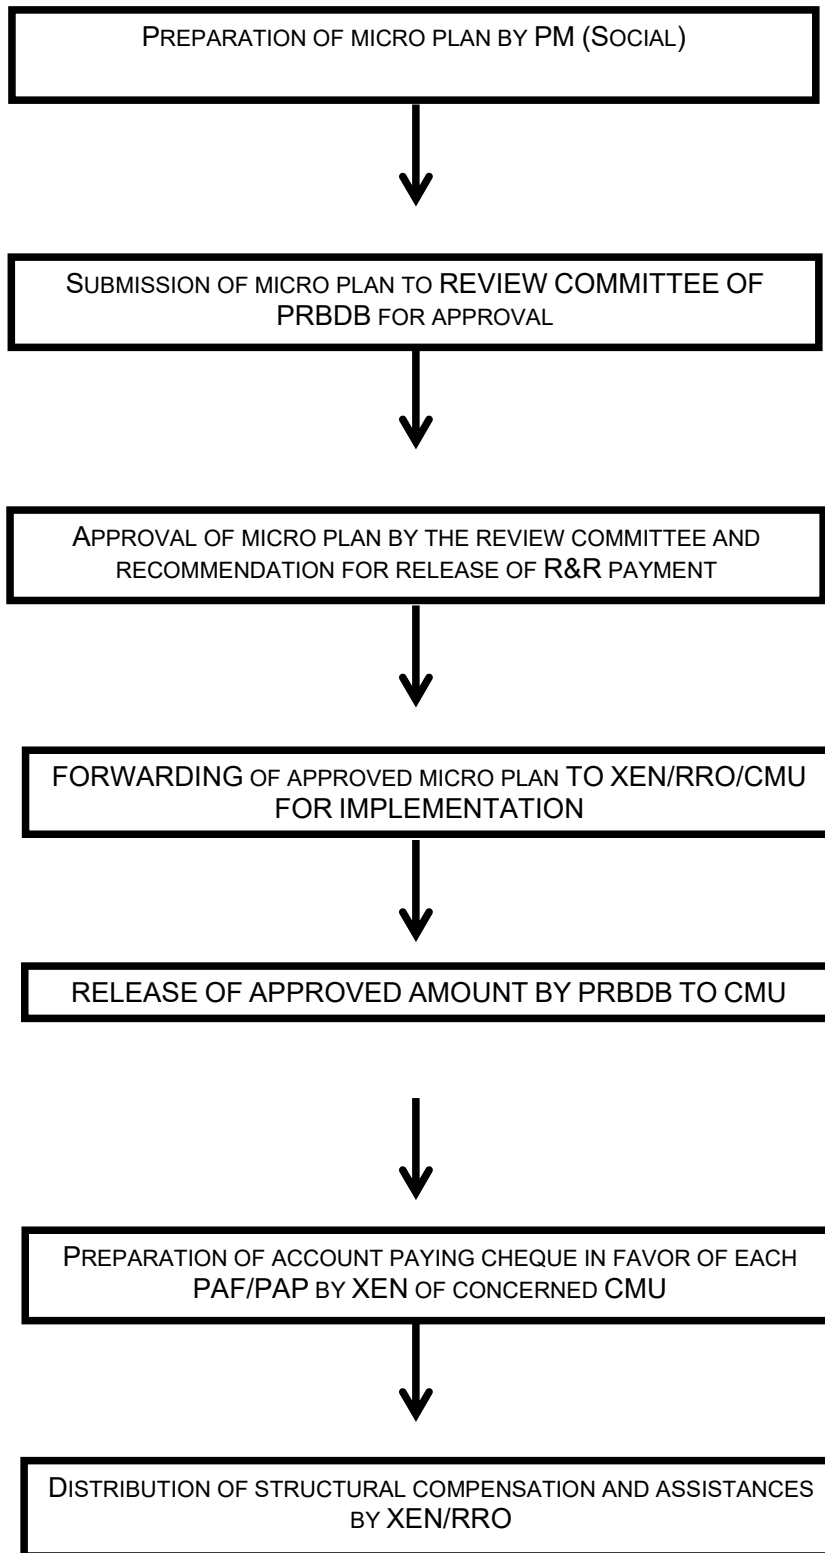 PREPARATION OF MICRO PLAN BY PM (SOCIAL)
SUBMISSION OF MICRO PLAN TO REVIEW COMMITTEE OF
PRBDB FOR APPROVAL
APPROVAL OF MICRO PLAN BY THE REVIEW COMMITTEE AND
RECOMMENDATION FOR RELEASE OF R&R PAYMENT
FORWARDING OF APPROVED MICRO PLAN TO XEN/RRO/CMU
FOR IMPLEMENTATION
RELEASE OF APPROVED AMOUNT BY PRBDB TO CMU
PREPARATION OF ACCOUNT PAYING CHEQUE IN FAVOR OF EACH
PAF/PAP BY XEN OF CONCERNED CMU
DISTRIBUTION OF STRUCTURAL COMPENSATION AND ASSISTANCES
BY XEN/RRO